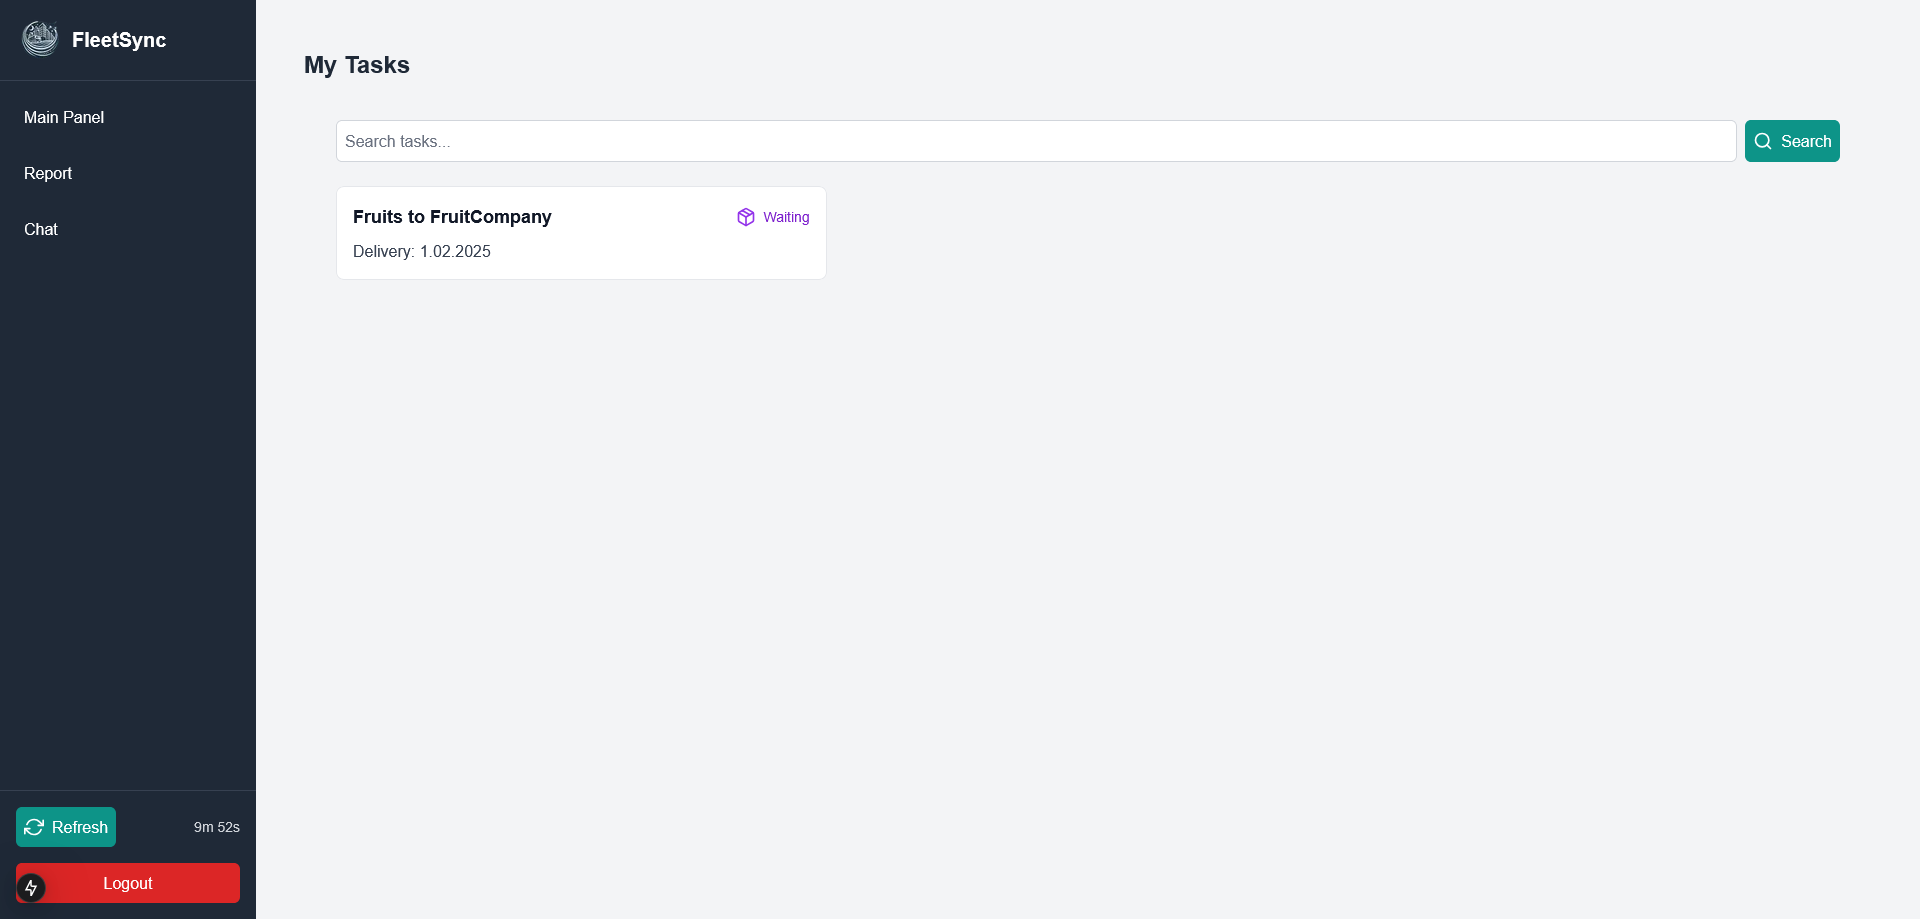 FleetSync
Main Panel
Report
Chat
Refresh
9m 52s
Logout
My Tasks
Search tasks...
Search
Fruits to FruitCompany
Waiting
Delivery: 1.02.2025